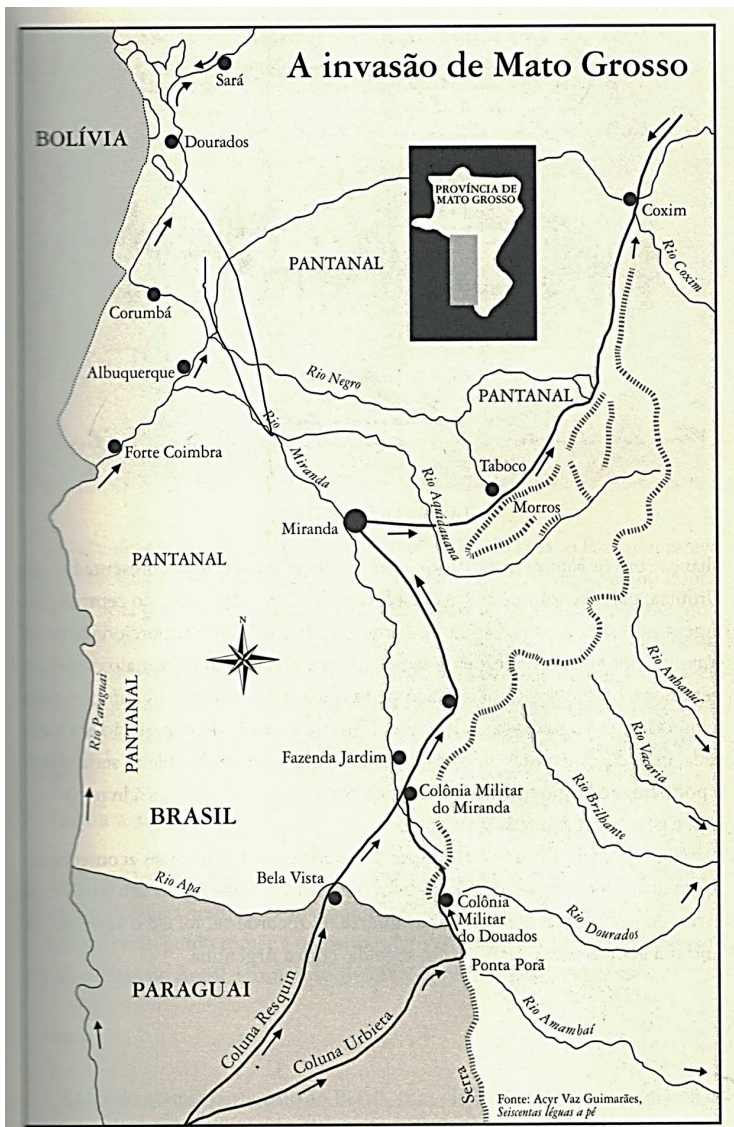 A invasão de Mato Grosso
Sará
BOLÍVIA
Dourados
PROVÍNCIA DE
MATO GROSSO
Coxim
Rio Coxim
PANTANAL
Corumbá
Albuquerque
Rio Negro
PANTANAL
Rio
Miranda
Forte Coimbra
Taboco
Rio Aquidauana
Morros
Miranda
PANTANAL
N
Rio Paraguai
PANTANAL
Rio Anhanut
Rio Vacaria
Fazenda Jardim
Colônia Militar
do Miranda
Rio Brilhante
BRASIL
Bela Vista
Rio Apa
Colônia
Militar
do Douados
Rio Dourados
Ponta Porã
PARAGUAI
Coluna Resquin
Coluna Urbieta
Rio Amambaí
Serra
Fonte: Acyr Vaz Guimarães,
Seiscentas léguas a pé